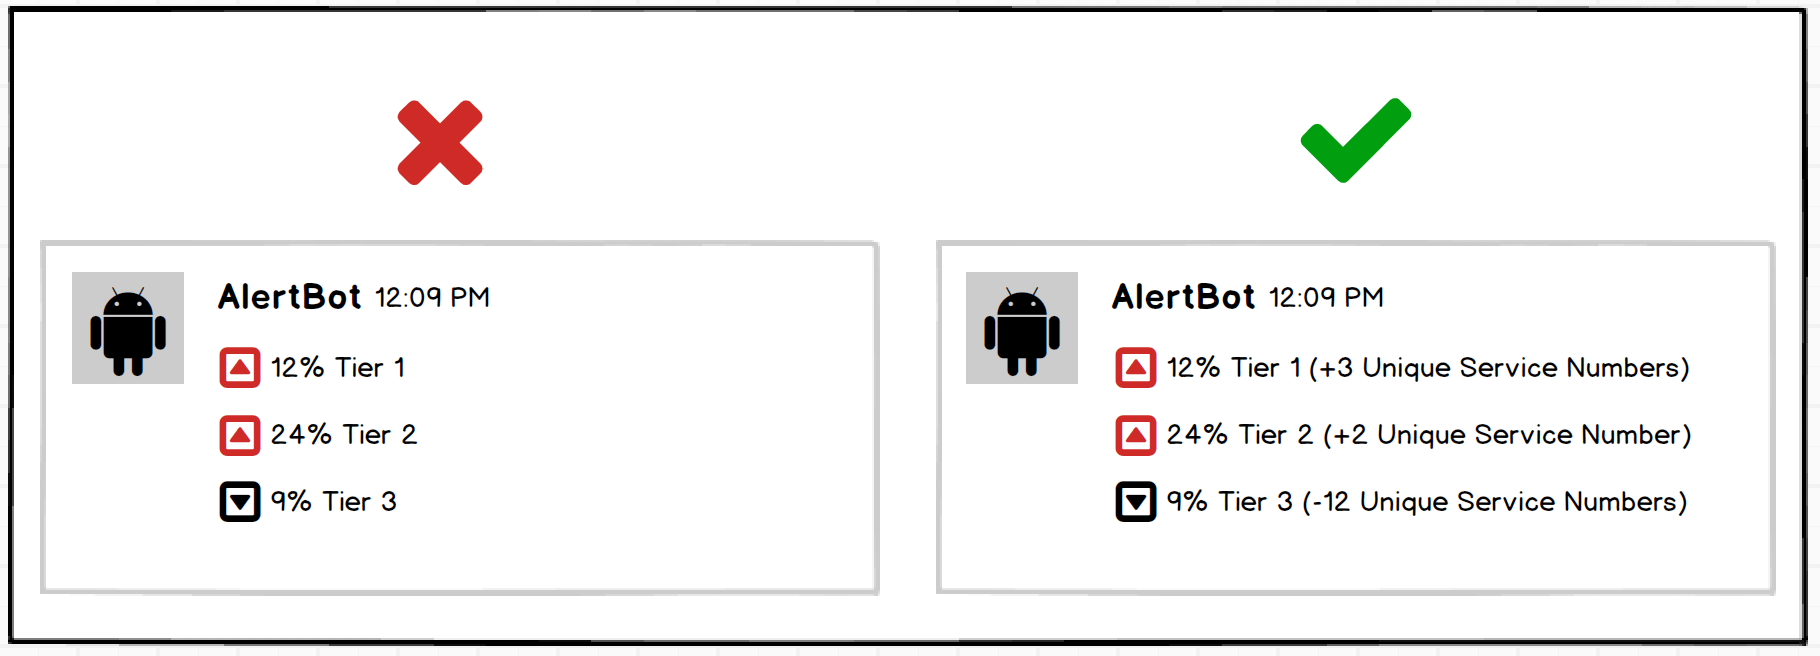 AlertBot 12:09 PM
12% Tier 1
24% Tier 2
9% Tier 3
AlertBot 12:09 PM
12% Tier 1 (+3 Unique Service Numbers)
24% Tier 2 (+2 Unique Service Number)
9% Tier 3 (-12 Unique Service Numbers)